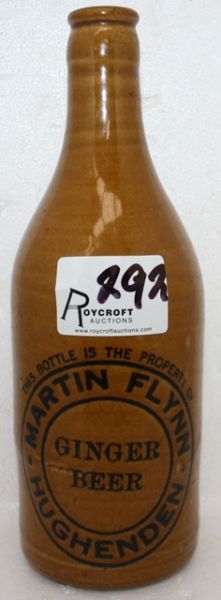 292
ROYCROFT
AUCTIONS
www.roycroftauctions.com
THIS BOTTLE IS THE PROPERTY OF
MARTIN FLYNN
GINGER
BEER
HUGHENDEN